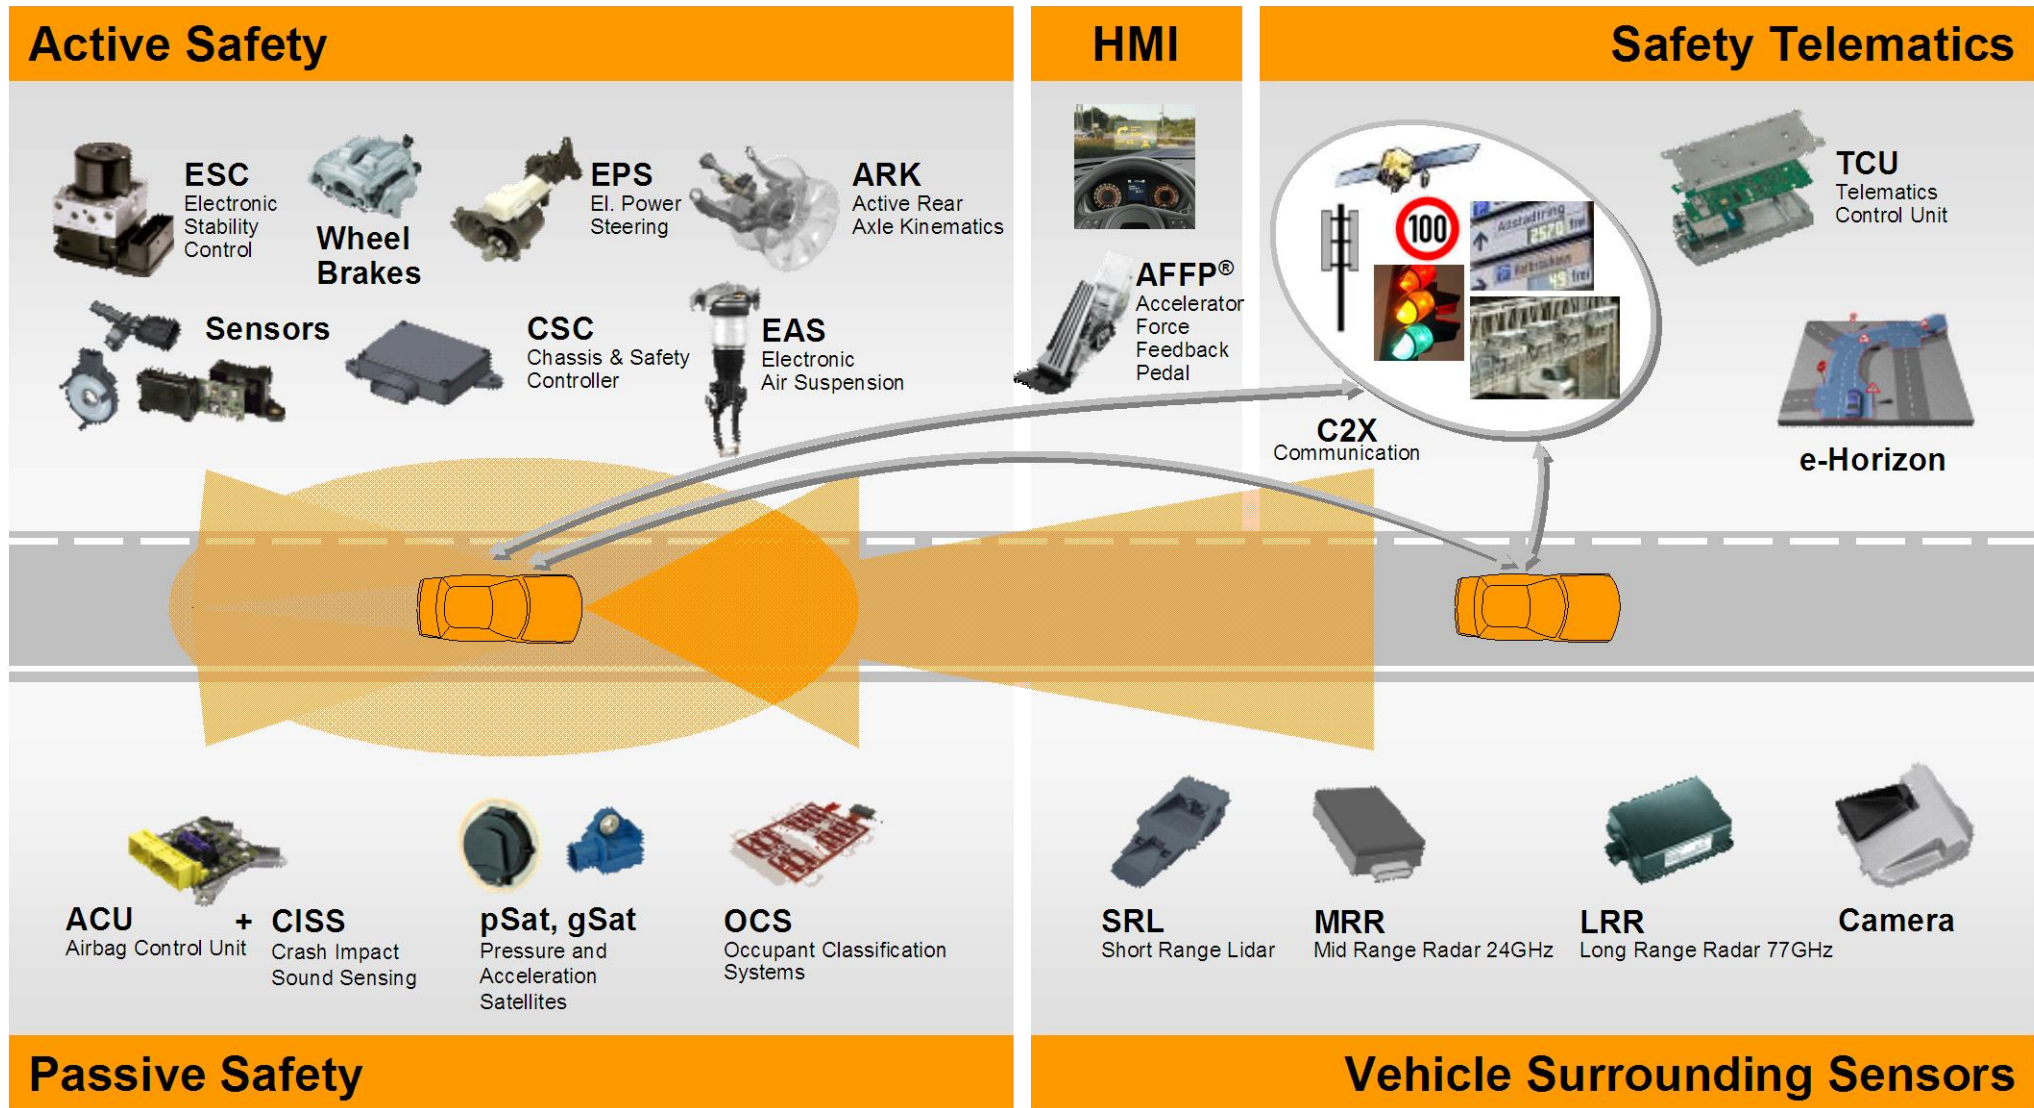 Active Safety
HMI
Safety Telematics
ESC
Electronic
Stability
Control
Wheel
Brakes
EPS
El. Power
Steering
ARK
Active Rear
Axle Kinematics
Sensors
CSC
Chassis & Safety
Controller
EAS
Electronic
Air Suspension
AFFP®
Accelerator
Force
Feedback
Pedal
100
2570 frei
49 frei
TCU
Telematics
Control Unit
C2X
Communication
e-Horizon
ACU
Airbag Control Unit
+ CISS
Crash Impact
Sound Sensing
pSat, gSat
Pressure and
Acceleration
Satellites
OCS
Occupant Classification
Systems
SRL
Short Range Lidar
MRR
Mid Range Radar 24GHz
LRR
Long Range Radar 77GHz
Camera
Passive Safety
Vehicle Surrounding Sensors